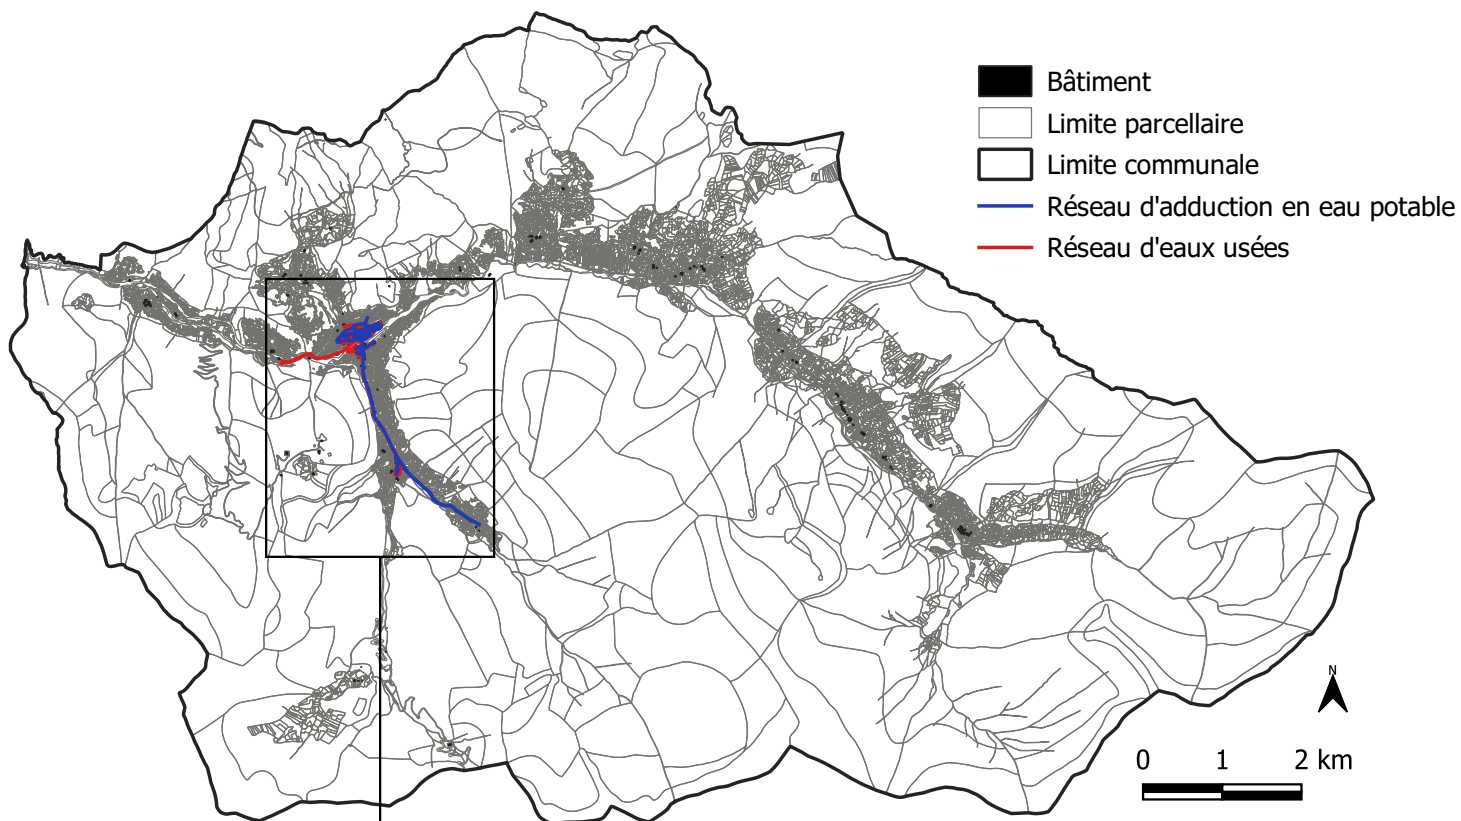 Bâtiment
Limite parcellaire
Limite communale
Réseau d'adduction en eau potable
Réseau d'eaux usées
N
0 1 2 km